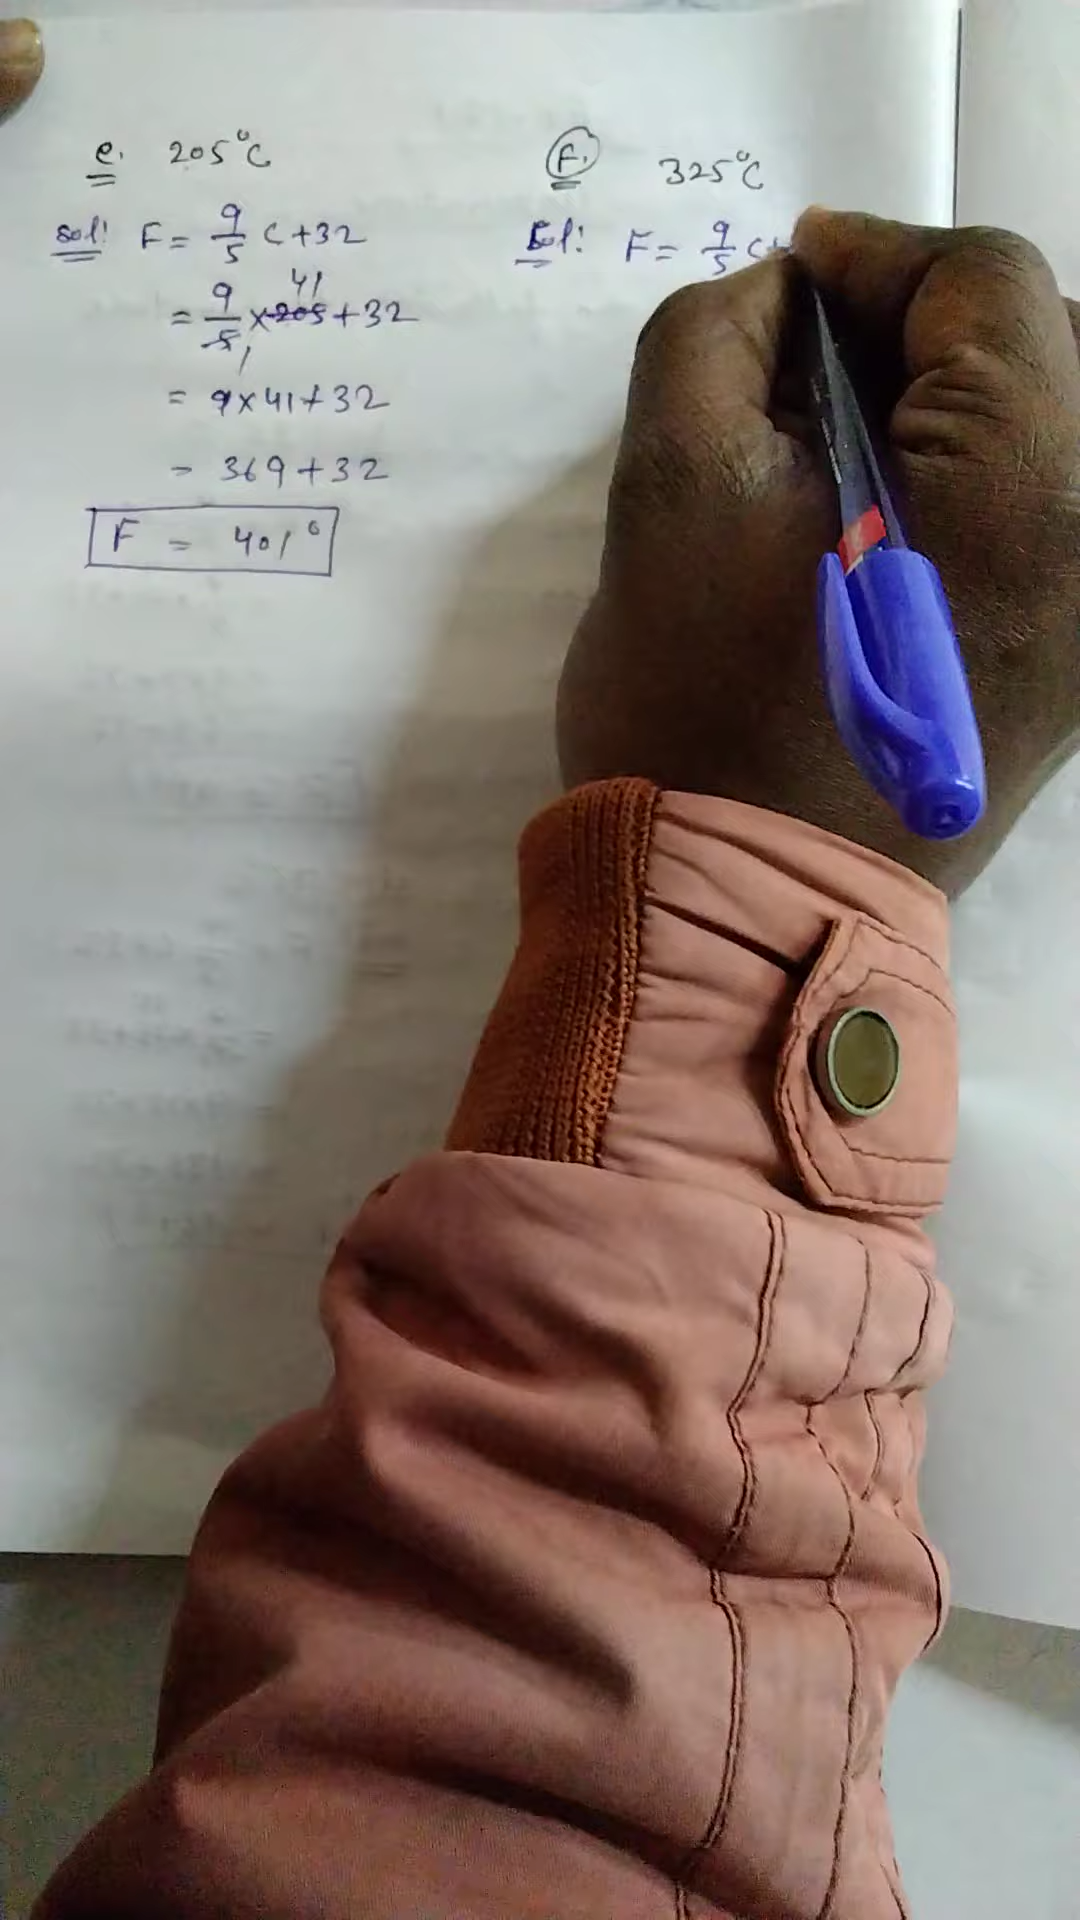 e. 205°C
Sol: F = 9/5 C + 32
= 9/5 × 205 + 32
41
1
= 9 × 41 + 32
= 369 + 32
F = 401°
F. 325°C
Sol: F = 9/5 C +